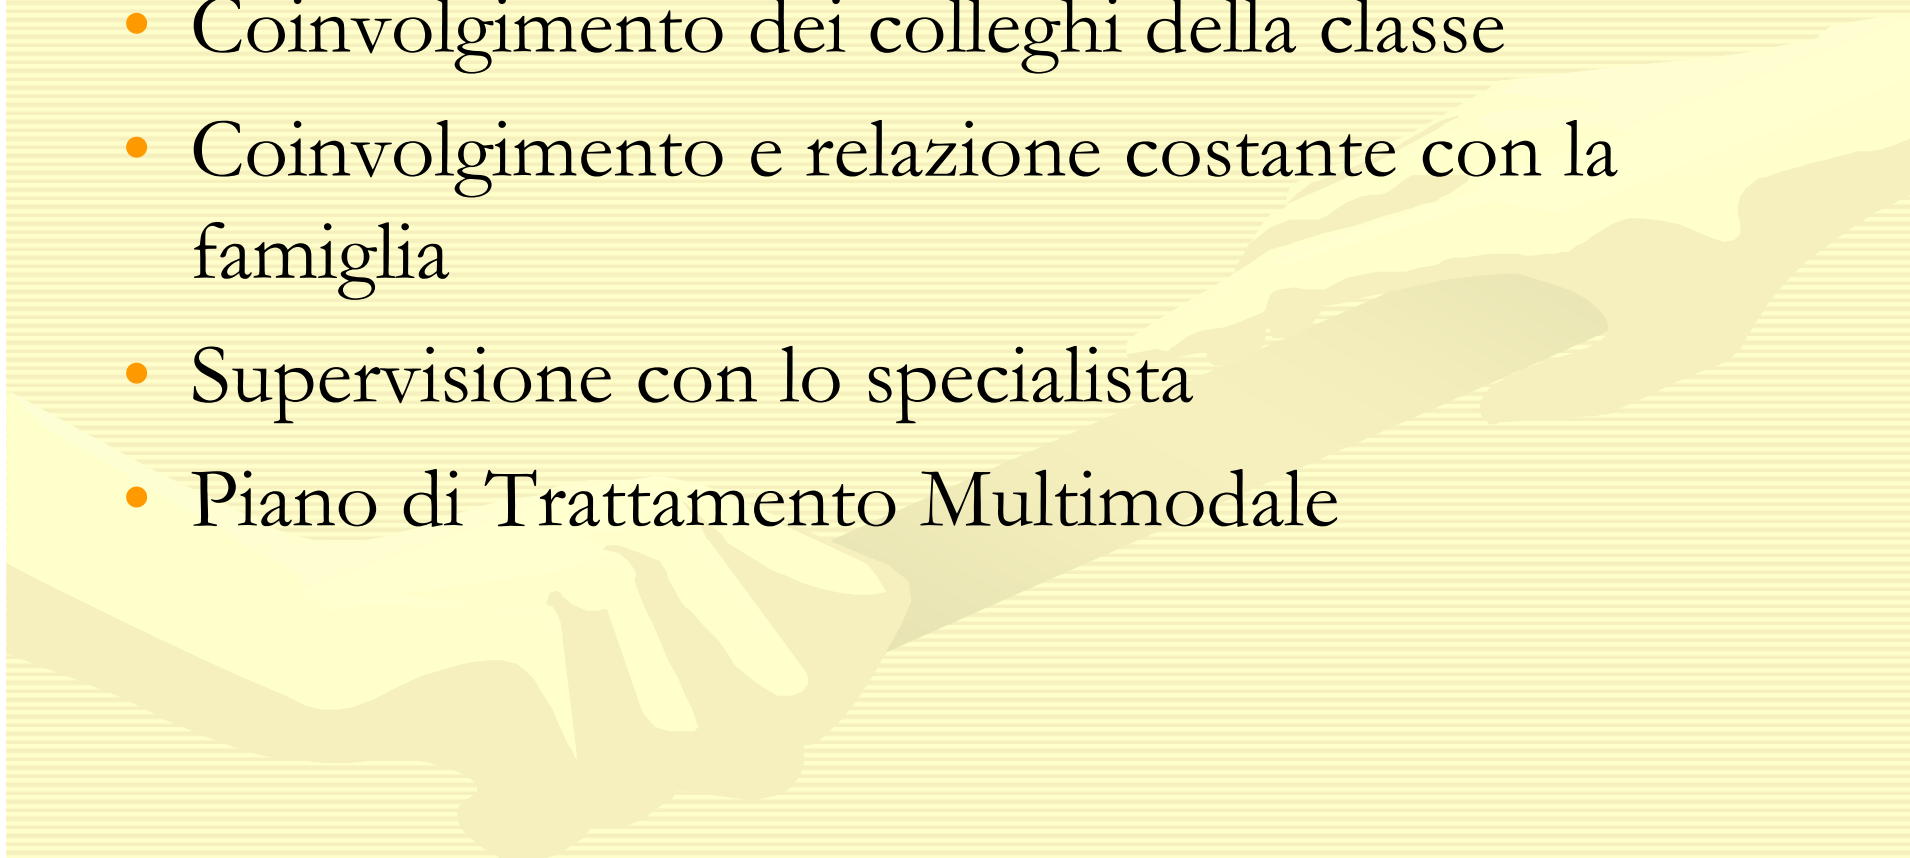 • Coinvolgimento dei colleghi della classe
• Coinvolgimento e relazione costante con la
famiglia
• Supervisione con lo specialista
• Piano di Trattamento Multimodale